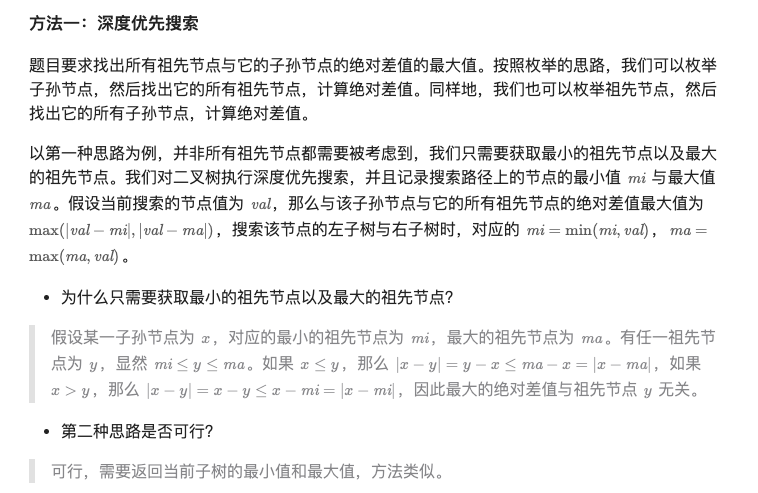 方法一：深度优先搜索
题目要求找出所有祖先节点与它的子孙节点的绝对差值的最大值。按照枚举的思路，我们可以枚举
子孙节点，然后找出它的所有祖先节点，计算绝对差值。同样地，我们也可以枚举祖先节点，然后
找出它的所有子孙节点，计算绝对差值。
以第一种思路为例，并非所有祖先节点都需要被考虑到，我们只需要获取最小的祖先节点以及最大
的祖先节点。我们对二叉树执行深度优先搜索，并且记录搜索路径上的节点的最小值 mi 与最大值
ma。假设当前搜索的节点值为 val，那么与该子孙节点与它的所有祖先节点的绝对差值最大值为
max(|val − mi|, |val − ma|)，搜索该节点的左子树与右子树时，对应的 mi = min(mi, val)，ma =
max(ma, val)。
• 为什么只需要获取最小的祖先节点以及最大的祖先节点？
假设某一子孙节点为 x，对应的最小的祖先节点为 mi，最大的祖先节点为 ma。有任一祖先节
点为 y，显然 mi ≤ y ≤ ma。如果 x ≤ y，那么 |x − y| = y − x ≤ ma − x = |x − ma|，如果
x > y，那么 |x − y| = x − y ≤ x − mi = |x − mi|，因此最大的绝对差值与祖先节点 y 无关。
• 第二种思路是否可行？
可行，需要返回当前子树的最小值和最大值，方法类似。